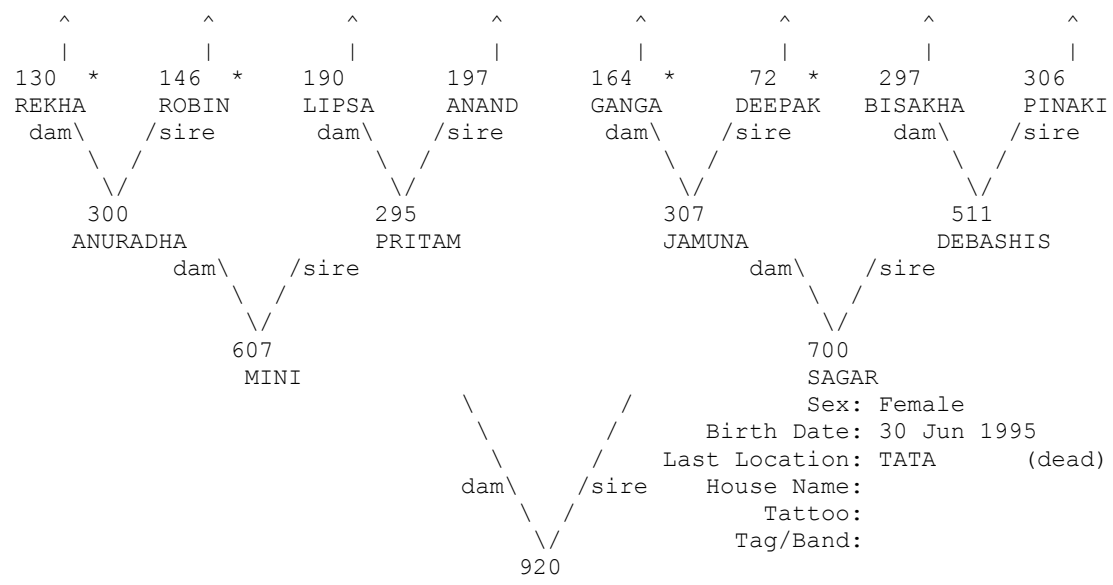 ^ ^ ^ ^ ^ ^ ^ ^
| | | | | | | |
130 * 146 * 190 197 164 * 72 * 297 306
REKHA ROBIN LIPSA ANAND GANGA DEEPAK BISAKHA PINAKI
dam\ /sire dam\ /sire dam\ /sire dam\ /sire
\ / \ / \ / \ /
\/ \/ \/ \/
300 295 307 511
ANURADHA PRITAM JAMUNA DEBASHIS
dam\ /sire dam\ /sire
\ / \ /
\/ \/
607 700
MINI SAGAR
\ / Sex: Female
\ / Birth Date: 30 Jun 1995
\ / Last Location: TATA (dead)
dam\ /sire House Name:
\ / Tattoo:
\/ Tag/Band:
920